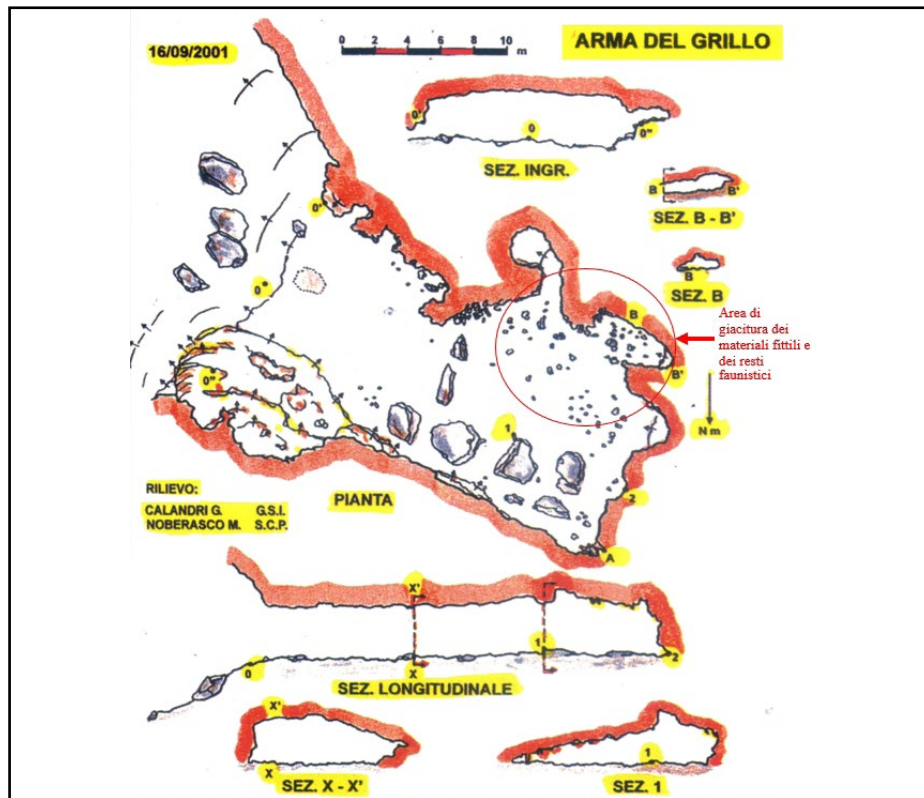 16/09/2001
0 2 4 6 8 10
m
ARMA DEL GRILLO
0' 0 0"
SEZ. INGR.
B B'
SEZ. B - B'
B
SEZ. B
0'
0°
0"
B
B'
1
2
A
Area di
giacitura dei
materiali fittili e
dei resti
faunistici
N m
PIANTA
RILIEVO:
CALANDRI G. G.S.I.
NOBERASCO M. S.C.P.
X'
0 X 1 2
SEZ. LONGITUDINALE
X'
X
SEZ. X - X'
1
SEZ. 1